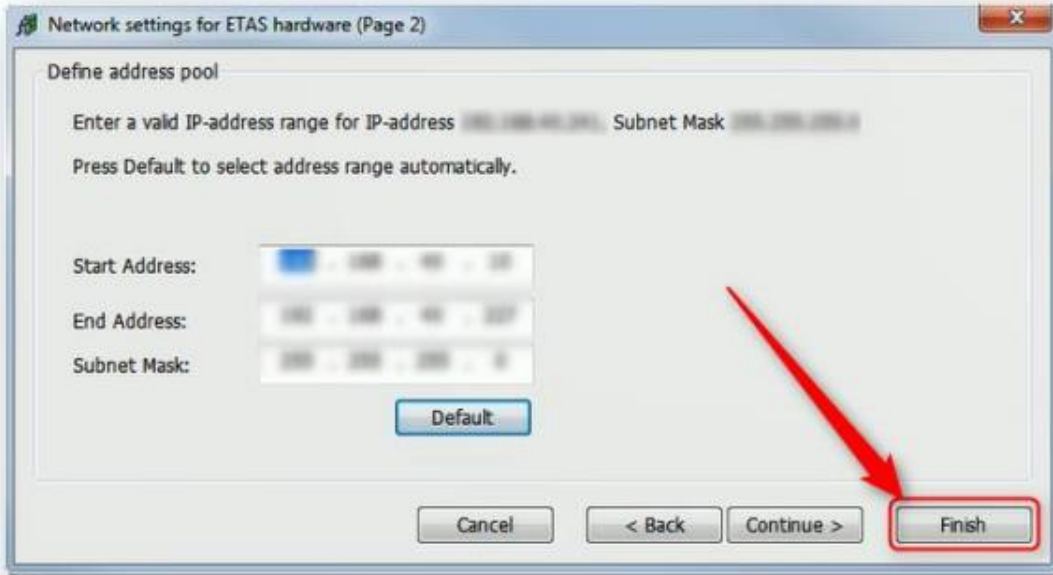 Network settings for ETAS hardware (Page 2)
Define address pool
Enter a valid IP-address range for IP-address Subnet Mask
Press Default to select address range automatically.
Start Address:
End Address:
Subnet Mask:
Default
Cancel
< Back
Continue >
Finish